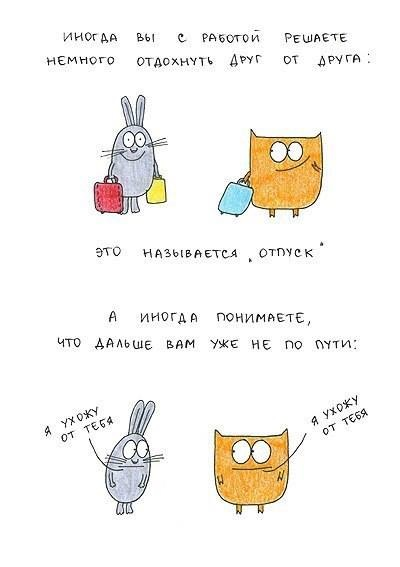 ИНОГДА ВЫ С РАБОТОЙ РЕШАЕТЕ
НЕМНОГО ОТДОХНУТЬ ДРУГ ОТ ДРУГА:
ЭТО НАЗЫВАЕТСЯ „ОТПУСК"
А ИНОГДА ПОНИМАЕТЕ,
ЧТО ДАЛЬШЕ ВАМ УЖЕ НЕ ПО ПУТИ:
Я УХОЖУ
ОТ ТЕБЯ
Я УХОЖУ
ОТ ТЕБЯ